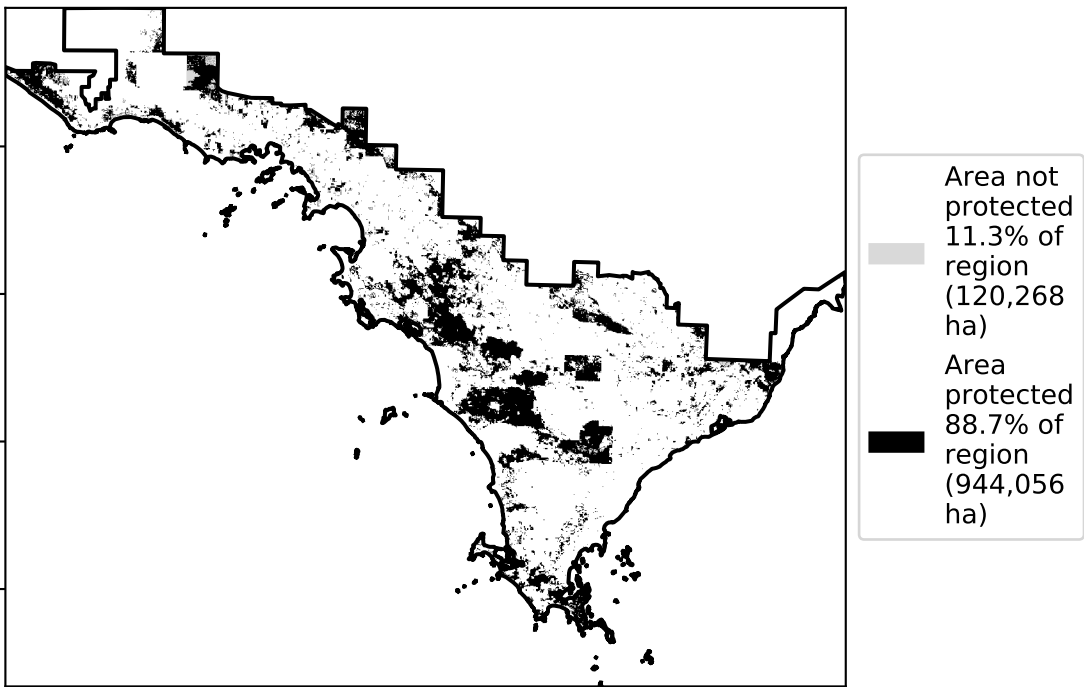 Area not
protected
11.3% of
region
(120,268
ha)
Area
protected
88.7% of
region
(944,056
ha)